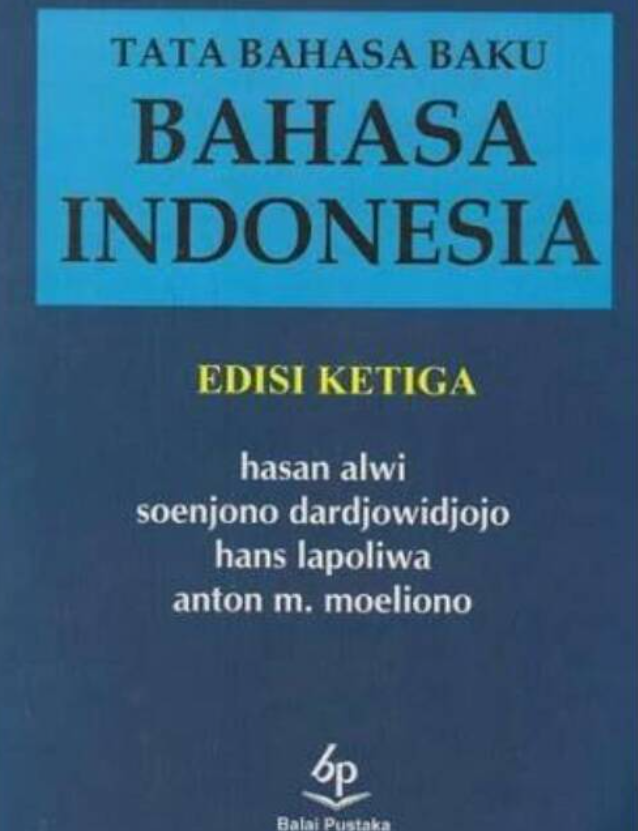 TATA BAHASA BAKU
BAHASA
INDONESIA
EDISI KETIGA
hasan alwi
soenjono dardjowidjojo
hans lapoliwa
anton m. moeliono
bp
Balai Pustaka